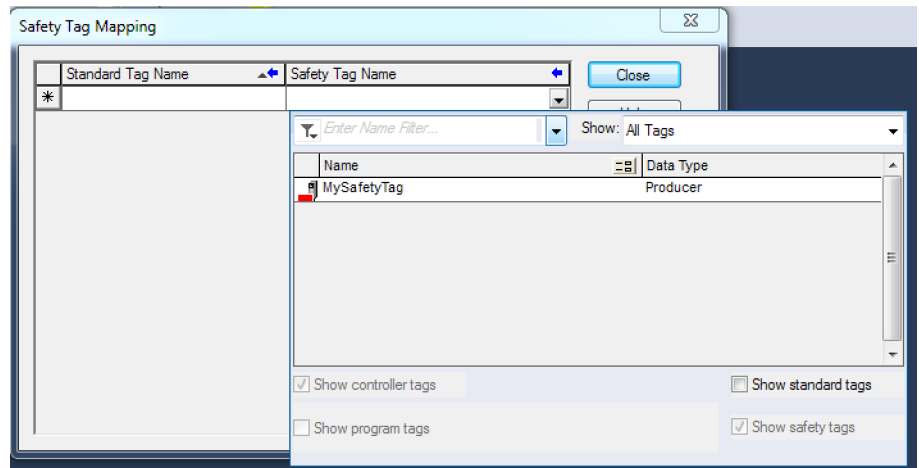 Safety Tag Mapping
Standard Tag Name Safety Tag Name Close
Enter Name Filter... Show: All Tags
Name Data Type
MySafetyTag Producer
Show controller tags Show standard tags
Show program tags Show safety tags